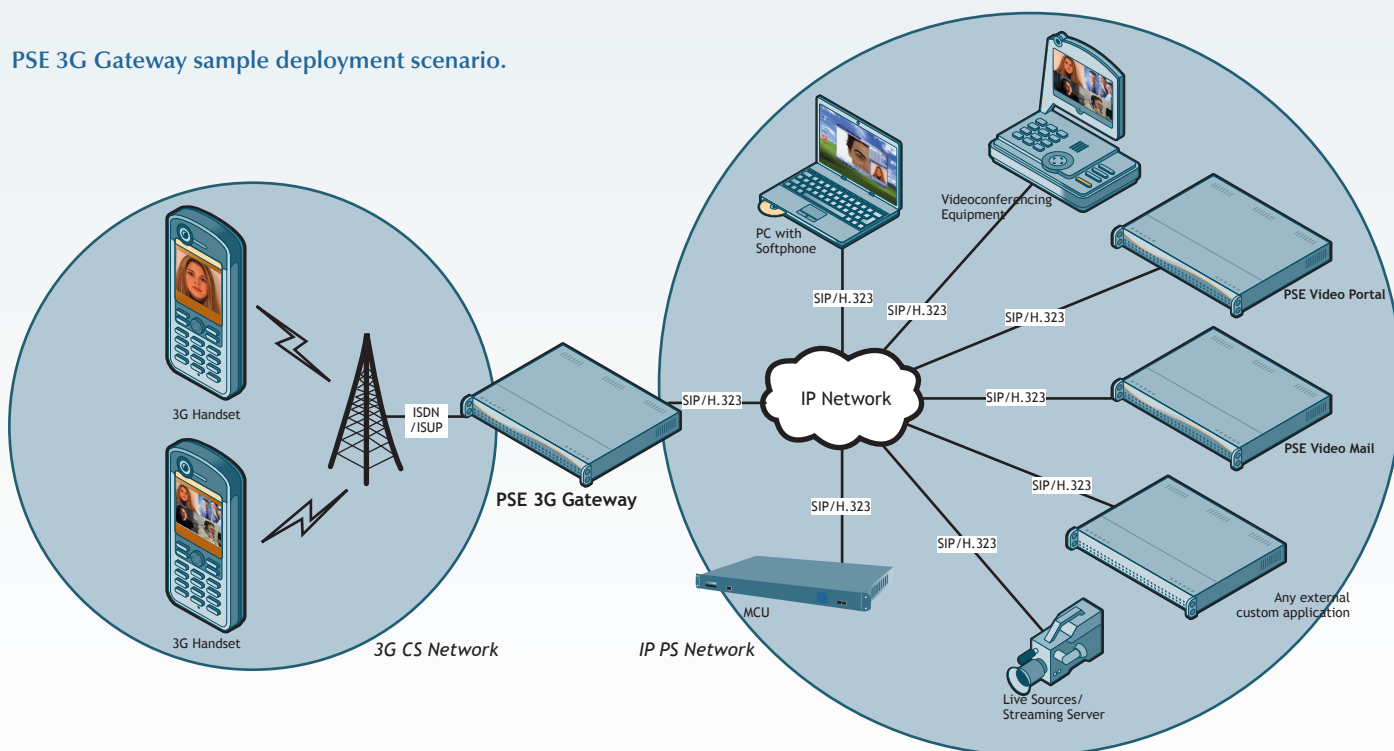 PSE 3G Gateway sample deployment scenario.
3G Handset
3G Handset
3G CS Network
ISDN
/ISUP
PSE 3G Gateway
SIP/H.323
IP Network
IP PS Network
PC with
Softphone
SIP/H.323
Videoconferencing
Equipment
SIP/H.323
PSE Video Portal
SIP/H.323
PSE Video Mail
SIP/H.323
Any external
custom application
SIP/H.323
Live Sources/
Streaming Server
SIP/H.323
MCU
SIP/H.323